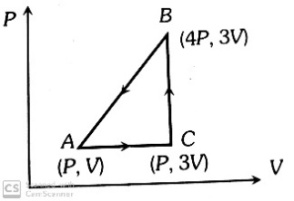 P
B
(4P, 3V)
A
C
(P, V)
(P, 3V)
V
CS